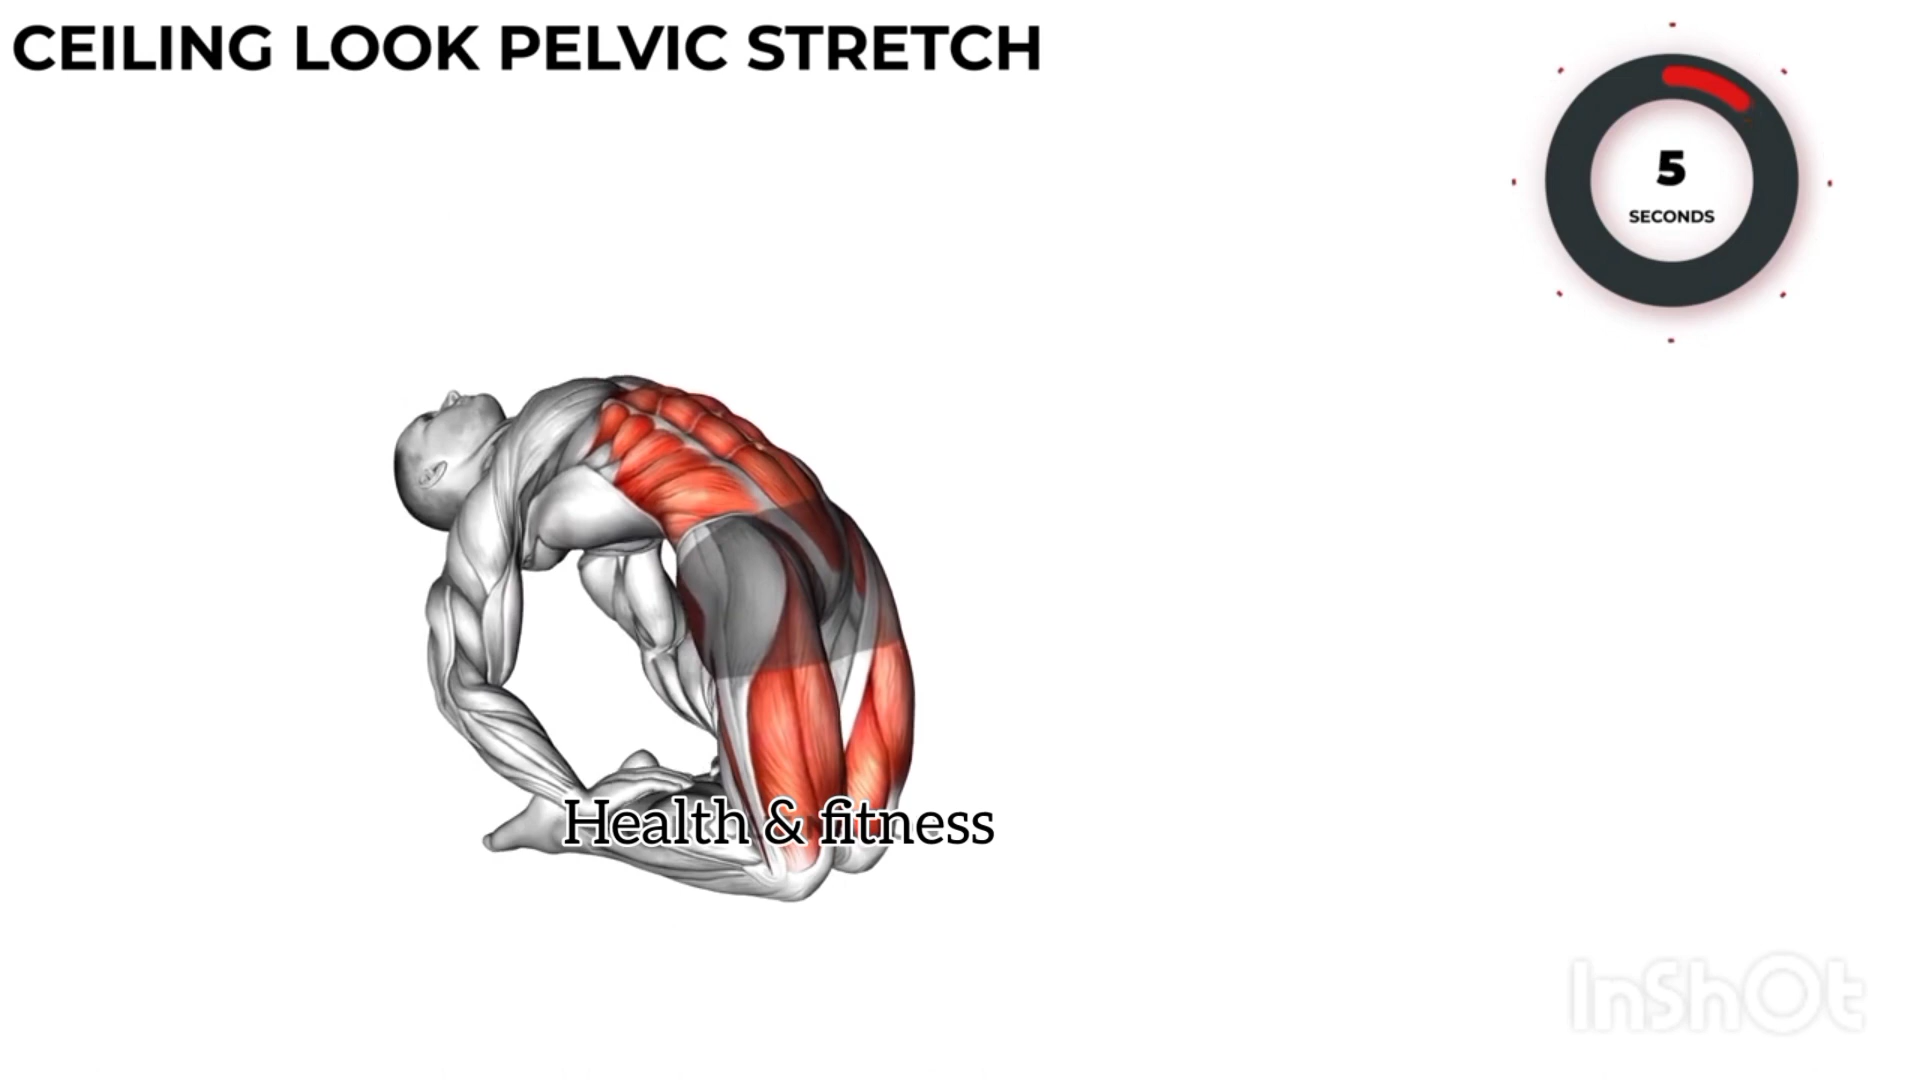 CEILING LOOK PELVIC STRETCH
5
SECONDS
Health & fitness
InShOt